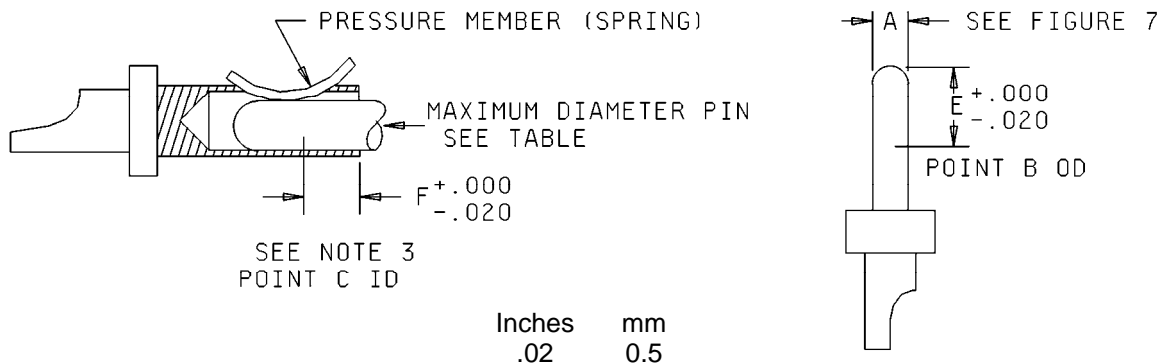 PRESSURE MEMBER (SPRING)
MAXIMUM DIAMETER PIN
SEE TABLE
F +.000
-.020
SEE NOTE 3
POINT C ID
A SEE FIGURE 7
E +.000
-.020
POINT B OD
Inches mm
.02 0.5